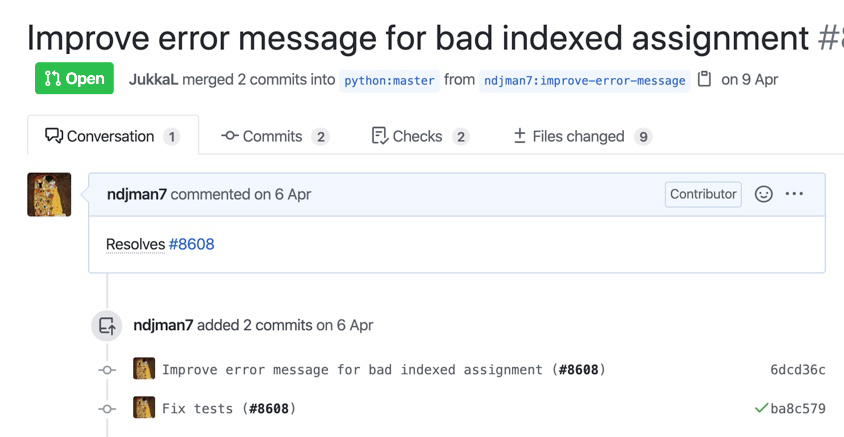 Improve error message for bad indexed assignment #
Open JukkaL merged 2 commits into python:master from ndjman7:improve-error-message on 9 Apr
Conversation 1 Commits 2 Checks 2 Files changed 9
ndjman7 commented on 6 Apr Contributor
Resolves #8608
ndjman7 added 2 commits on 6 Apr
Improve error message for bad indexed assignment (#8608) 6dcd36c
Fix tests (#8608) ba8c579